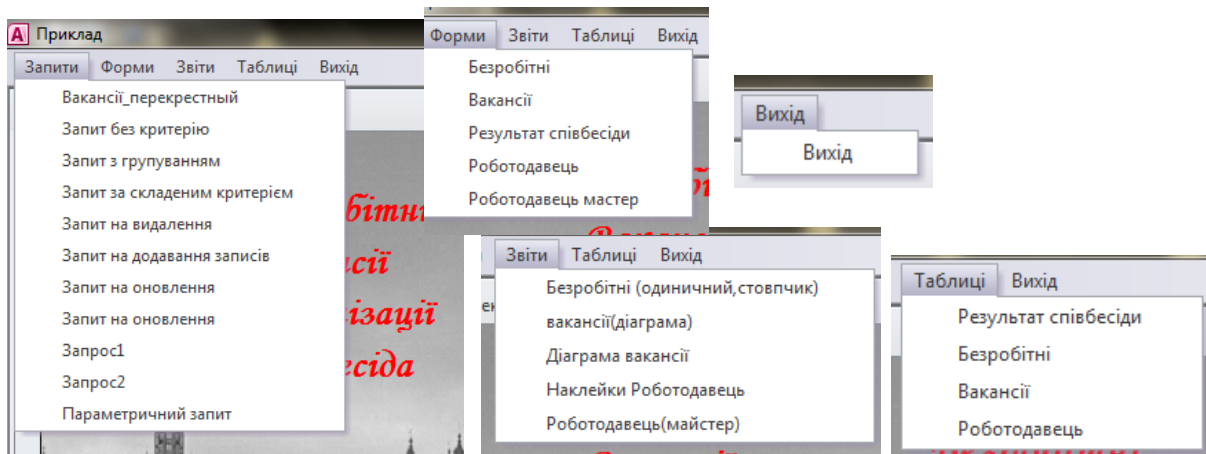 A Приклад
Запити Форми Звіти Таблиці Вихід
Вакансії_перекрестный
Запит без критерію
Запит з групуванням
Запит за складеним критерієм
Запит на видалення
Запит на додавання записів
Запит на оновлення
Запит на оновлення
Запрос1
Запрос2
Параметричний запит
Форми Звіти Таблиці Вихід
Безробітні
Вакансії
Результат співбесіди
Роботодавець
Роботодавець мастер
Вихід
Вихід
Звіти Таблиці Вихід
Безробітні (одиничний,стовпчик)
вакансії(діаграма)
Діаграма вакансії
Наклейки Роботодавець
Роботодавець(майстер)
Таблиці Вихід
Результат співбесіди
Безробітні
Вакансії
Роботодавець